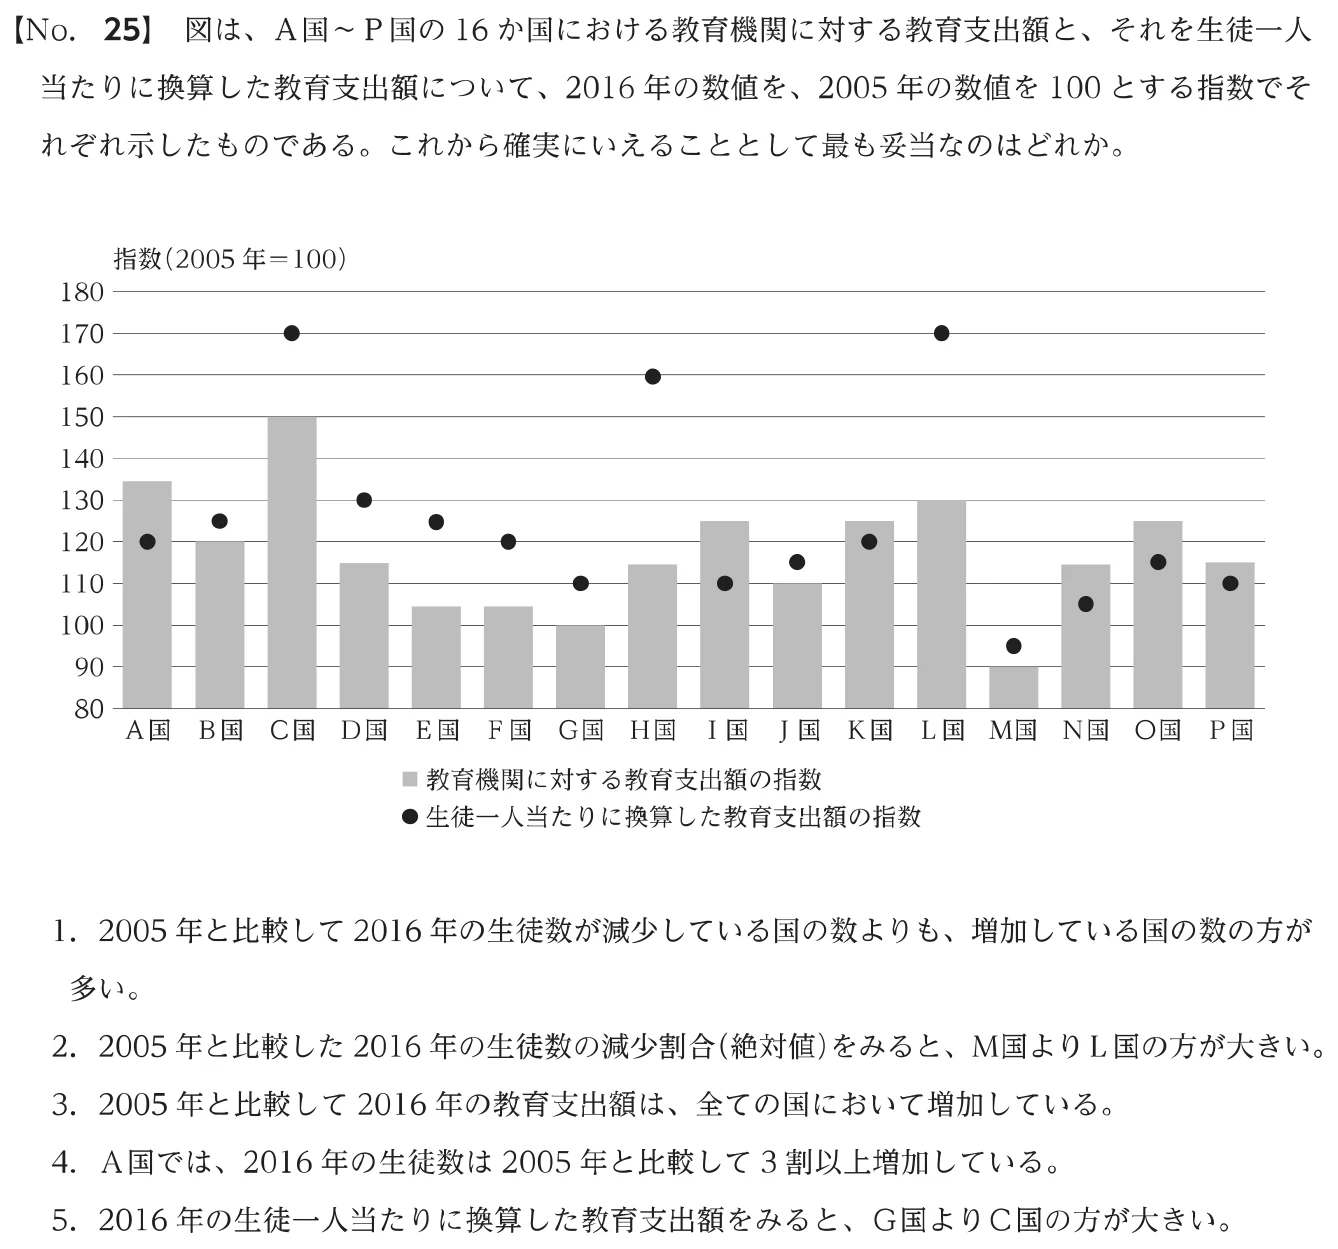 【No. 25】 図は、A国~P国の16か国における教育機関に対する教育支出額と、それを生徒一人
当たりに換算した教育支出額について、2016年の数値を、2005年の数値を100とする指数でそ
れぞれ示したものである。これから確実にいえることとして最も妥当なのはどれか。
指数(2005年=100)
180
170
160
150
140
130
120
110
100
90
80
A国 B国 C国 D国 E国 F国 G国 H国 I国 J国 K国 L国 M国 N国 O国 P国
教育機関に対する教育支出額の指数
生徒一人当たりに換算した教育支出額の指数
1. 2005年と比較して2016年の生徒数が減少している国の数よりも、増加している国の数の方が
多い。
2. 2005年と比較した2016年の生徒数の減少割合(絶対値)をみると、M国よりL国の方が大きい。
3. 2005年と比較して2016年の教育支出額は、全ての国において増加している。
4. A国では、2016年の生徒数は2005年と比較して3割以上増加している。
5. 2016年の生徒一人当たりに換算した教育支出額をみると、G国よりC国の方が大きい。